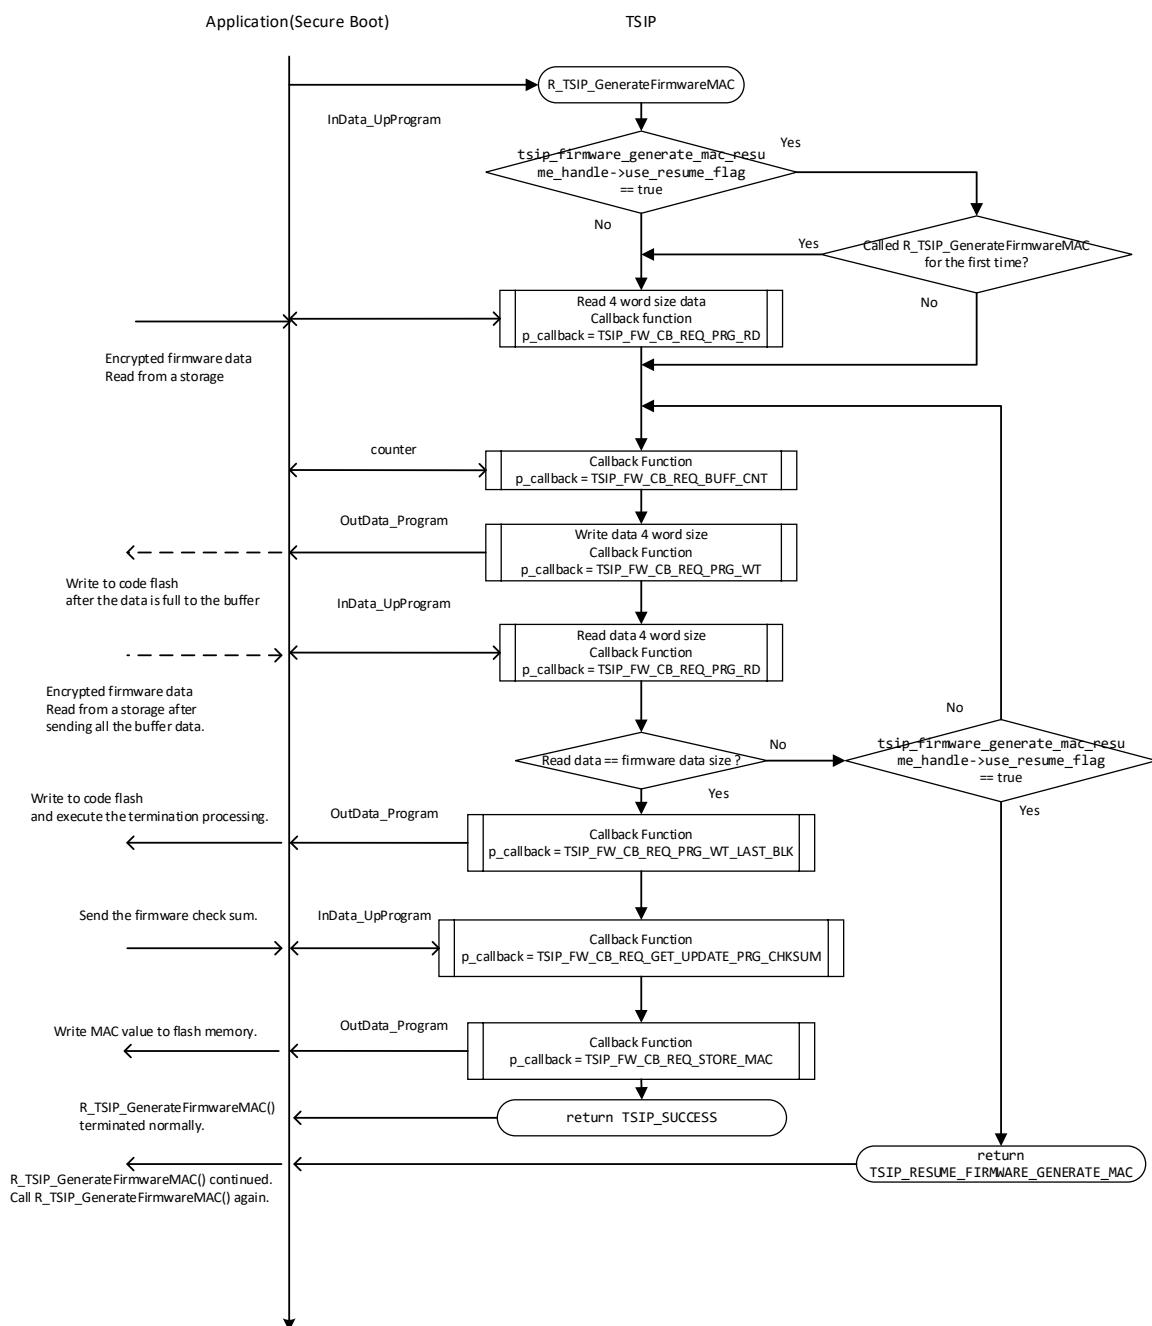 Application(Secure Boot)
TSIP
R_TSIP_GenerateFirmwareMAC
InData_UpProgram
Yes
tsip_firmware_generate_mac_resu
me_handle->use_resume_flag
== true
No
Yes
Called R_TSIP_GenerateFirmwareMAC
for the first time?
No
Read 4 word size data
Callback function
p_callback = TSIP_FW_CB_REQ_PRG_RD
Encrypted firmware data
Read from a storage
counter
Callback Function
p_callback = TSIP_FW_CB_REQ_BUFF_CNT
OutData_Program
Write data 4 word size
Callback Function
p_callback = TSIP_FW_CB_REQ_PRG_WT
Write to code flash
after the data is full to the buffer
InData_UpProgram
Read data 4 word size
Callback Function
p_callback = TSIP_FW_CB_REQ_PRG_RD
Encrypted firmware data
Read from a storage after
sending all the buffer data.
No
Read data == firmware data size ?
No
tsip_firmware_generate_mac_resu
me_handle->use_resume_flag
== true
Yes
Yes
Write to code flash
and execute the termination processing.
OutData_Program
Callback Function
p_callback = TSIP_FW_CB_REQ_PRG_WT_LAST_BLK
Send the firmware check sum.
InData_UpProgram
Callback Function
p_callback = TSIP_FW_CB_REQ_GET_UPDATE_PRG_CHKSUM
Write MAC value to flash memory.
OutData_Program
Callback Function
p_callback = TSIP_FW_CB_REQ_STORE_MAC
R_TSIP_GenerateFirmwareMAC()
terminated normally.
return TSIP_SUCCESS
return
TSIP_RESUME_FIRMWARE_GENERATE_MAC
R_TSIP_GenerateFirmwareMAC() continued.
Call R_TSIP_GenerateFirmwareMAC() again.